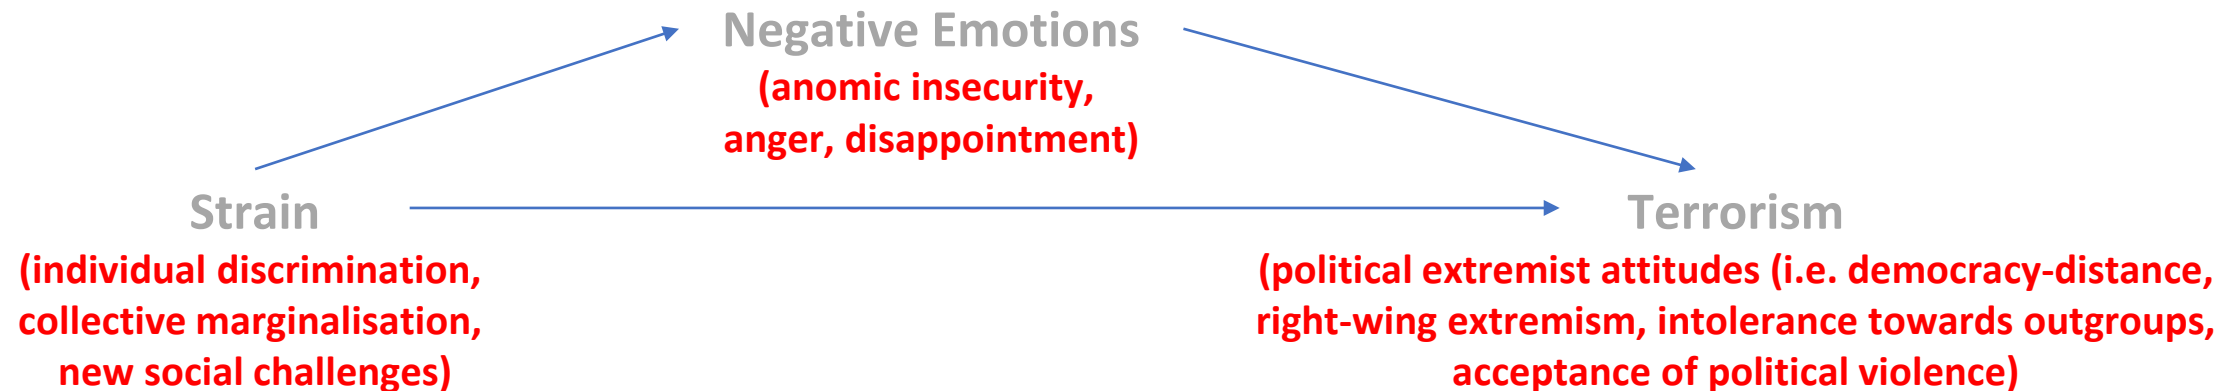 Negative Emotions
(anomic insecurity,
anger, disappointment)
Strain
(individual discrimination,
collective marginalisation,
new social challenges)
Terrorism
(political extremist attitudes (i.e. democracy-distance,
right-wing extremism, intolerance towards outgroups,
acceptance of political violence)